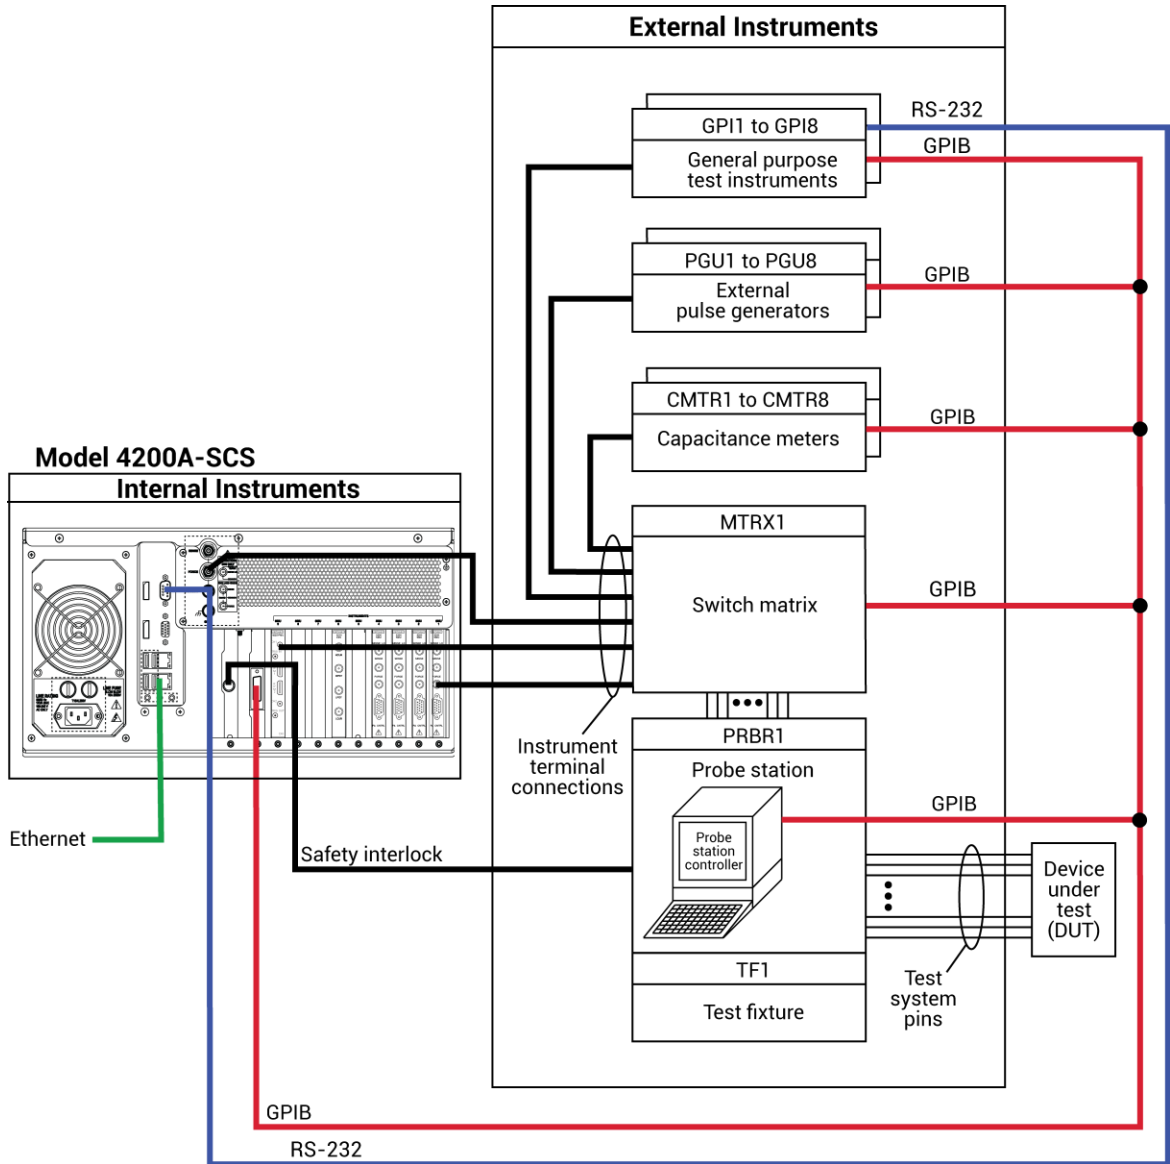 External Instruments
RS-232
GPI1 to GPI8
GPIB
General purpose
test instruments
PGU1 to PGU8
GPIB
External
pulse generators
CMTR1 to CMTR8
GPIB
Capacitance meters
Model 4200A-SCS
Internal Instruments
MTRX1
Switch matrix
GPIB
Instrument
terminal
connections
PRBR1
Probe station
GPIB
Probe
station
controller
Ethernet
Safety interlock
Device
under
test
(DUT)
TF1
Test fixture
Test
system
pins
GPIB
RS-232